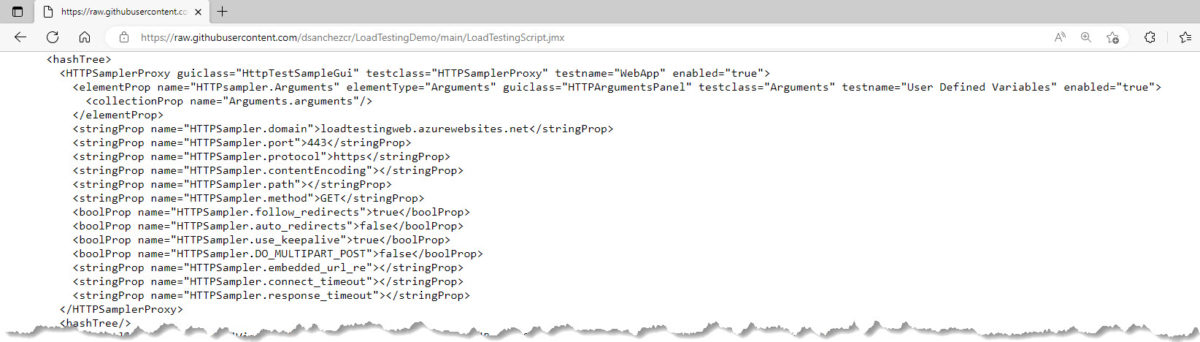 https://raw.githubusercontent.co
https://raw.githubusercontent.com/dsanchezcr/LoadTestingDemo/main/LoadTestingScript.jmx
<hashTree>
<HTTPSamplerProxy guiclass="HttpTestSampleGui" testclass="HTTPSamplerProxy" testname="WebApp" enabled="true">
<elementProp name="HTTPsampler.Arguments" elementType="Arguments" guiclass="HTTPArgumentsPanel" testclass="Arguments" testname="User Defined Variables" enabled="true">
<collectionProp name="Arguments.arguments"/>
</elementProp>
<stringProp name="HTTPSampler.domain">loadtestingweb.azurewebsites.net</stringProp>
<stringProp name="HTTPSampler.port">443</stringProp>
<stringProp name="HTTPSampler.protocol">https</stringProp>
<stringProp name="HTTPSampler.contentEncoding"></stringProp>
<stringProp name="HTTPSampler.path"></stringProp>
<stringProp name="HTTPSampler.method">GET</stringProp>
<boolProp name="HTTPSampler.follow_redirects">true</boolProp>
<boolProp name="HTTPSampler.auto_redirects">false</boolProp>
<boolProp name="HTTPSampler.use_keepalive">true</boolProp>
<boolProp name="HTTPSampler.DO_MULTIPART_POST">false</boolProp>
<stringProp name="HTTPSampler.embedded_url_re"></stringProp>
<stringProp name="HTTPSampler.connect_timeout"></stringProp>
<stringProp name="HTTPSampler.response_timeout"></stringProp>
</HTTPSamplerProxy>
<hashTree/>